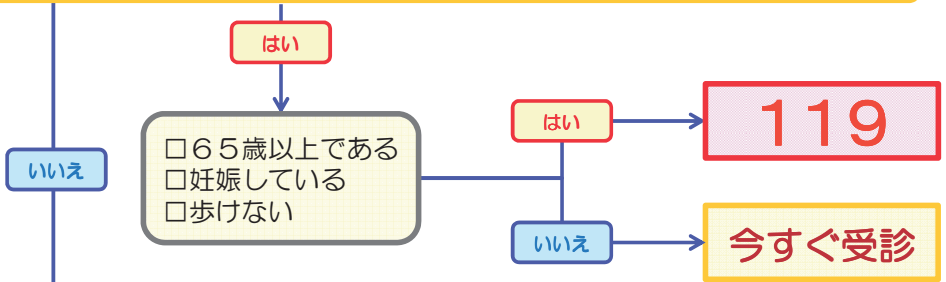 はい
□65歳以上である
□妊娠している
□歩けない
いいえ
はい
119
いいえ
今すぐ受診